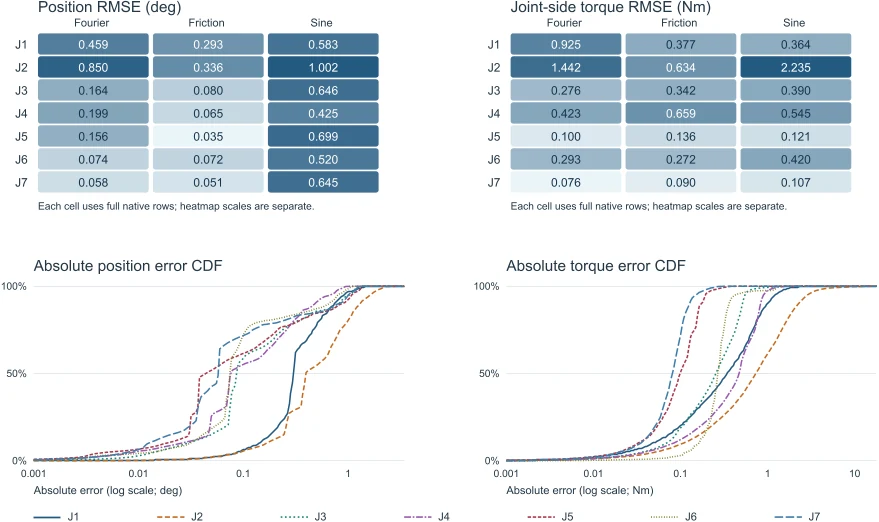 Position RMSE (deg)
Fourier Friction Sine
J1 0.459 0.293 0.583
J2 0.850 0.336 1.002
J3 0.164 0.080 0.646
J4 0.199 0.065 0.425
J5 0.156 0.035 0.699
J6 0.074 0.072 0.520
J7 0.058 0.051 0.645
Each cell uses full native rows; heatmap scales are separate.
Joint-side torque RMSE (Nm)
Fourier Friction Sine
J1 0.925 0.377 0.364
J2 1.442 0.634 2.235
J3 0.276 0.342 0.390
J4 0.423 0.659 0.545
J5 0.100 0.136 0.121
J6 0.293 0.272 0.420
J7 0.076 0.090 0.107
Each cell uses full native rows; heatmap scales are separate.
Absolute position error CDF
100%
50%
0%
0.001 0.01 0.1 1
Absolute error (log scale; deg)
Absolute torque error CDF
100%
50%
0%
0.001 0.01 0.1 1 10
Absolute error (log scale; Nm)
J1 J2 J3 J4 J5 J6 J7